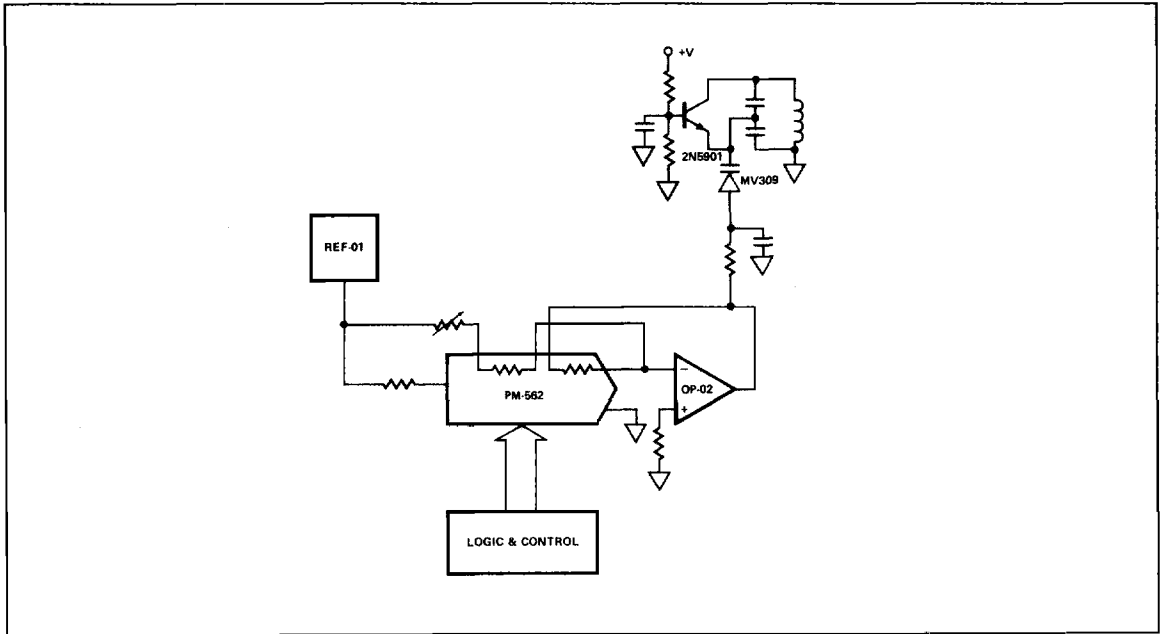 +V
2N5901
MV309
REF-01
PM-562
−
OP-02
+
LOGIC & CONTROL